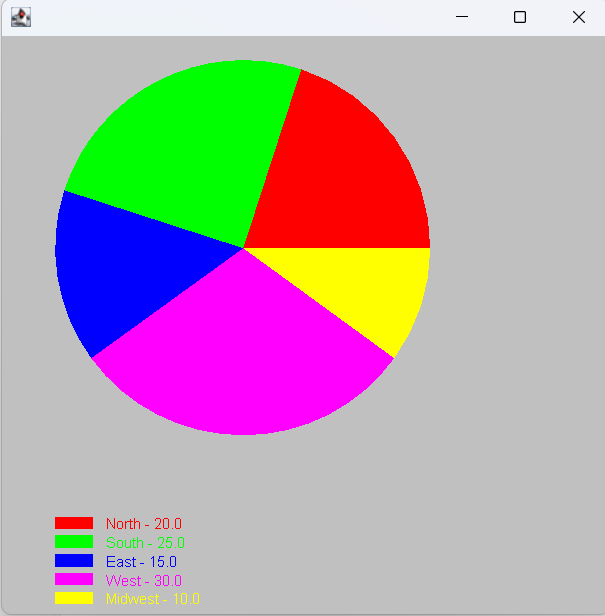 North - 20.0
South - 25.0
East - 15.0
West - 30.0
Midwest - 10.0